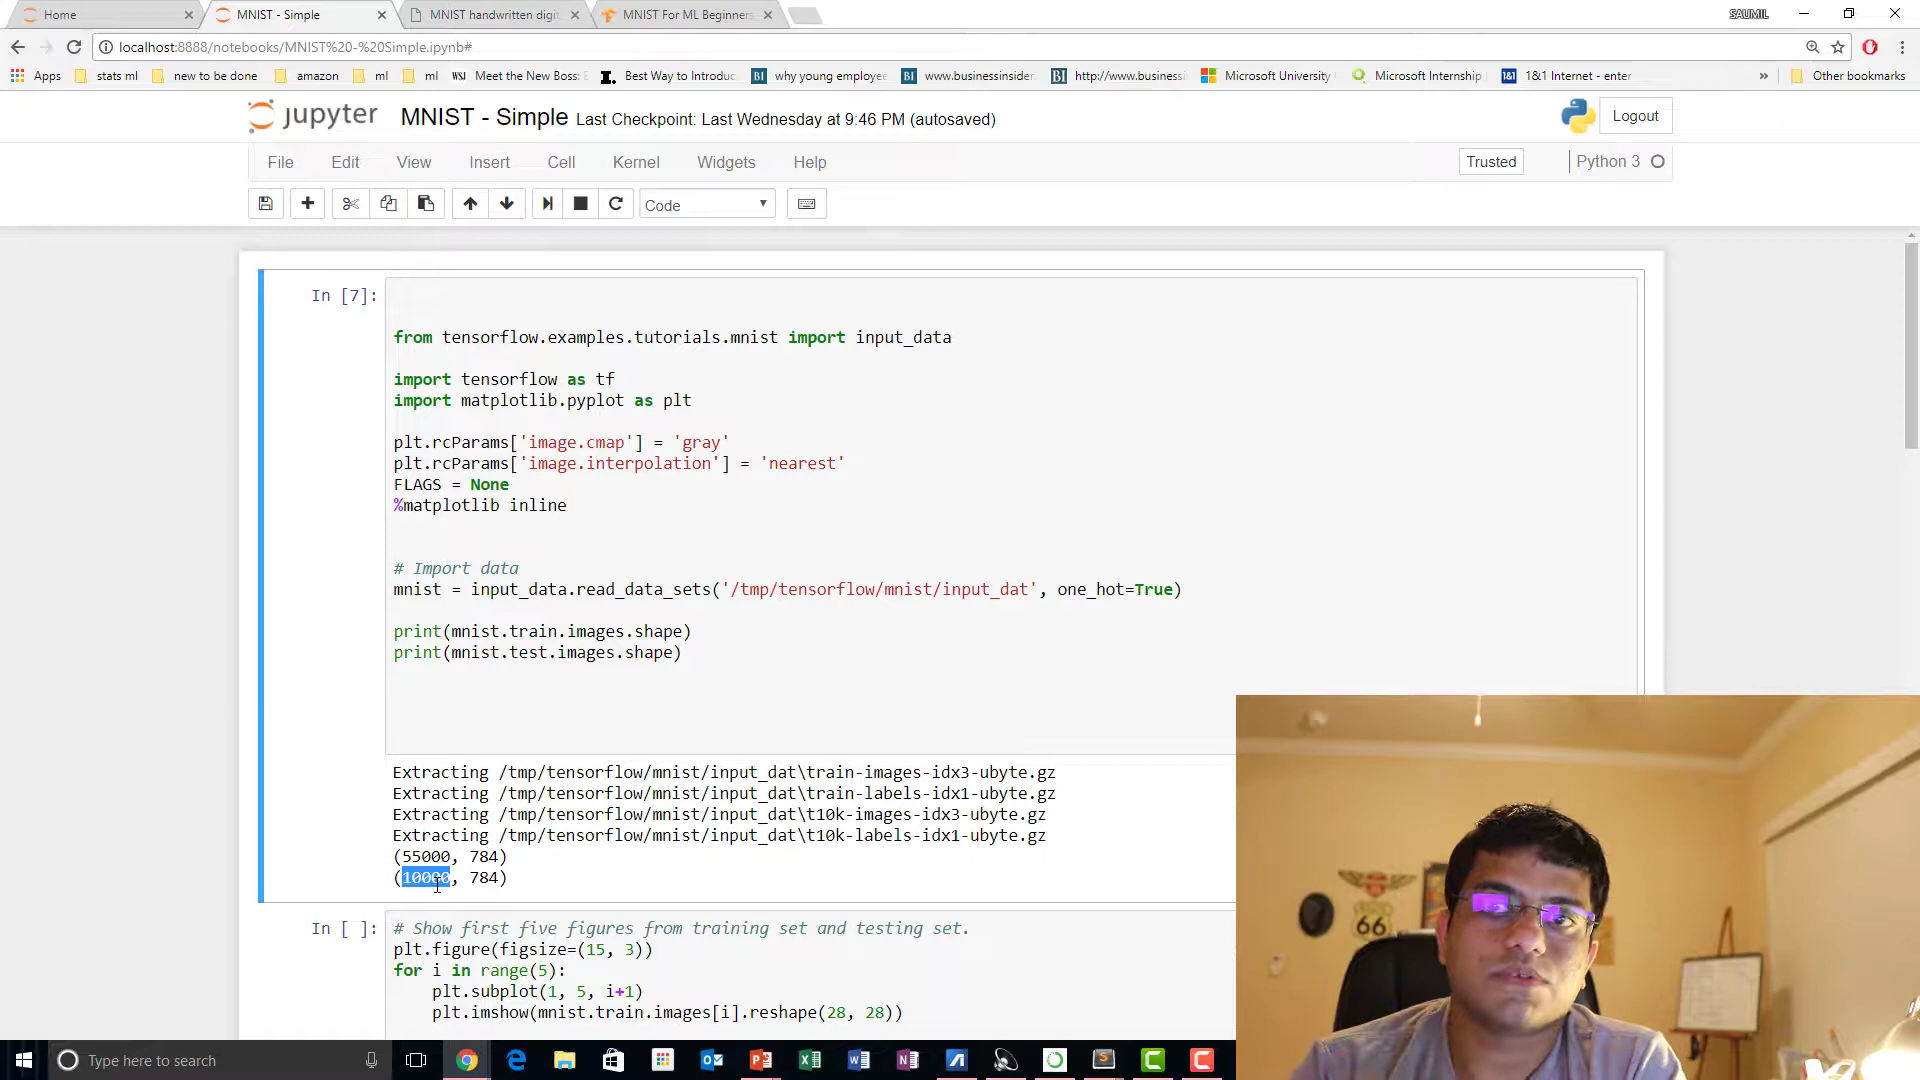 Home
MNIST - Simple
MNIST handwritten digit
MNIST For ML Beginners
SAUMIL
localhost:8888/notebooks/MNIST%20-%20Simple.ipynb#
Apps stats ml new to be done amazon ml ml WSJ Meet the New Boss: Best Way to Introduc BI why young employee BI www.businessinsider. BI http://www.businessi Microsoft University Microsoft Internship 1&1 1&1 Internet - enter » Other bookmarks
jupyter MNIST - Simple Last Checkpoint: Last Wednesday at 9:46 PM (autosaved) Logout
File Edit View Insert Cell Kernel Widgets Help Trusted Python 3
Code
In [7]:
from tensorflow.examples.tutorials.mnist import input_data
import tensorflow as tf
import matplotlib.pyplot as plt
plt.rcParams['image.cmap'] = 'gray'
plt.rcParams['image.interpolation'] = 'nearest'
FLAGS = None
%matplotlib inline
# Import data
mnist = input_data.read_data_sets('/tmp/tensorflow/mnist/input_dat', one_hot=True)
print(mnist.train.images.shape)
print(mnist.test.images.shape)
Extracting /tmp/tensorflow/mnist/input_dat\train-images-idx3-ubyte.gz
Extracting /tmp/tensorflow/mnist/input_dat\train-labels-idx1-ubyte.gz
Extracting /tmp/tensorflow/mnist/input_dat\t10k-images-idx3-ubyte.gz
Extracting /tmp/tensorflow/mnist/input_dat\t10k-labels-idx1-ubyte.gz
(55000, 784)
(10000, 784)
In [ ]:
# Show first five figures from training set and testing set.
plt.figure(figsize=(15, 3))
for i in range(5):
plt.subplot(1, 5, i+1)
plt.imshow(mnist.train.images[i].reshape(28, 28))
66
Type here to search